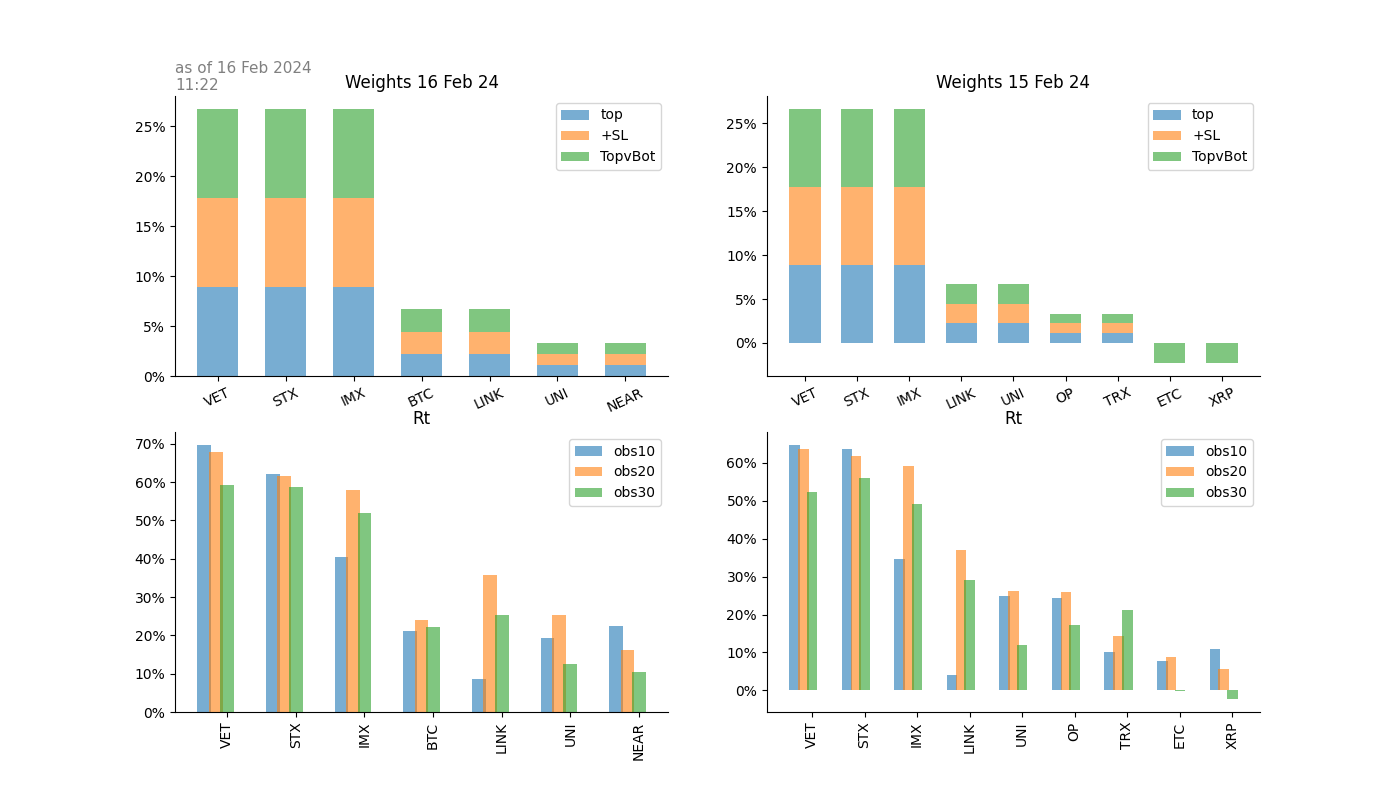 as of 16 Feb 2024
11:22
Weights 16 Feb 24
25%
20%
15%
10%
5%
0%
top
+SL
TopvBot
VET STX IMX BTC LINK UNI NEAR
Weights 15 Feb 24
25%
20%
15%
10%
5%
0%
top
+SL
TopvBot
VET STX IMX LINK UNI OP TRX ETC XRP
Rt
70%
60%
50%
40%
30%
20%
10%
0%
obs10
obs20
obs30
VET STX IMX BTC LINK UNI NEAR
Rt
60%
50%
40%
30%
20%
10%
0%
obs10
obs20
obs30
VET STX IMX LINK UNI OP TRX ETC XRP